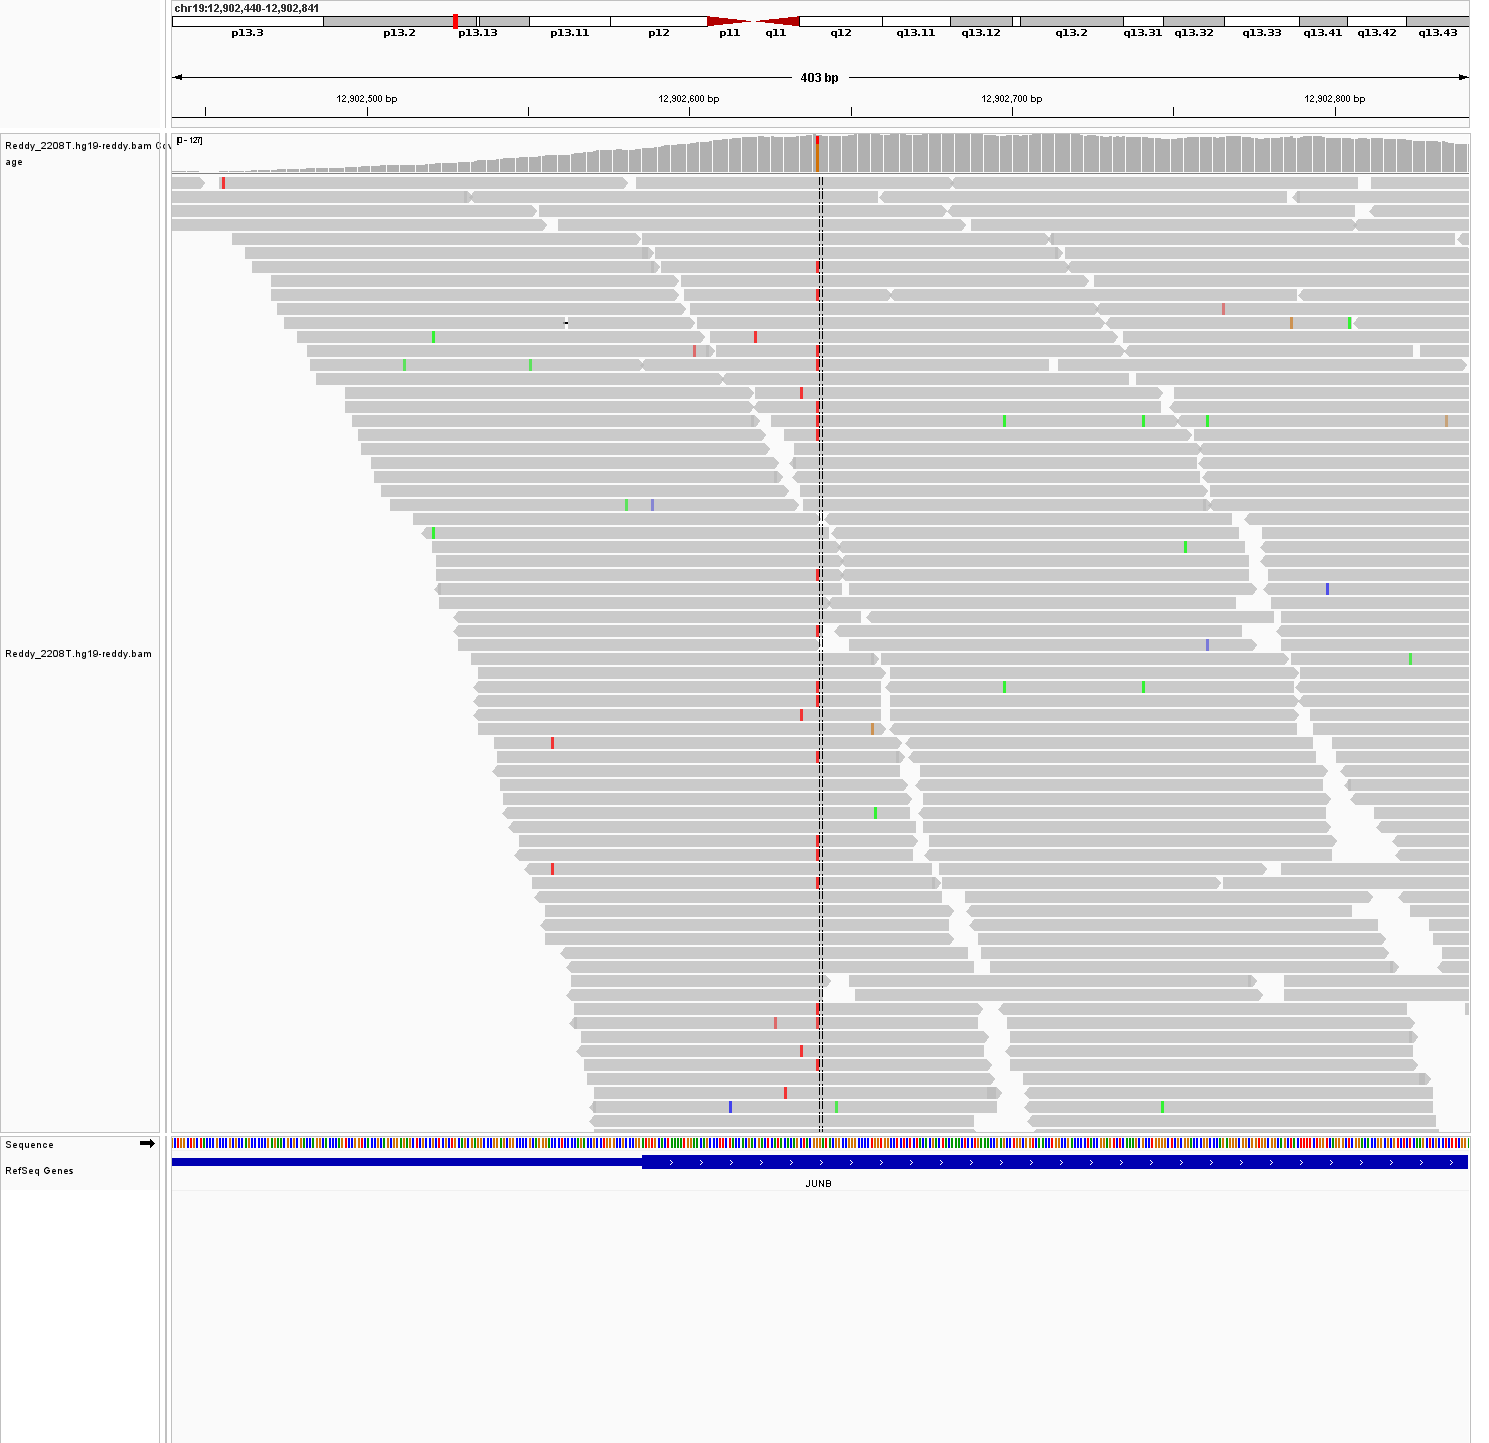 chr19:12,902,440-12,902,841
p13.3 p13.2 p13.13 p13.11 p12 p11 q11 q12 q13.11 q13.12 q13.2 q13.31 q13.32 q13.33 q13.41 q13.42 q13.43
403 bp
12,902,500 bp 12,902,600 bp 12,902,700 bp 12,902,800 bp
[0 - 127]
Reddy_2208T.hg19-reddy.bam Cov
age
Reddy_2208T.hg19-reddy.bam
Sequence
RefSeq Genes
JUNB